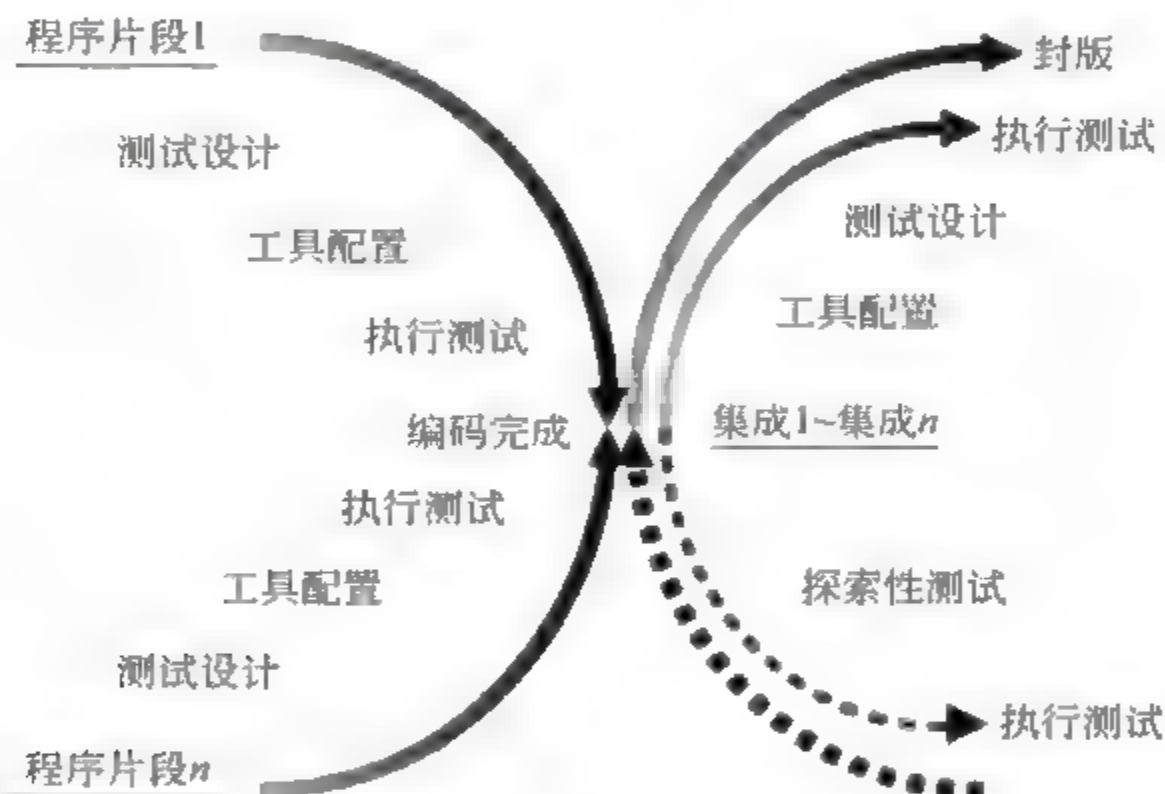 程序片段1
测试设计
工具配置
执行测试
编码完成
执行测试
工具配置
测试设计
程序片段n
封版
执行测试
测试设计
工具配置
集成1~集成n
探索性测试
执行测试